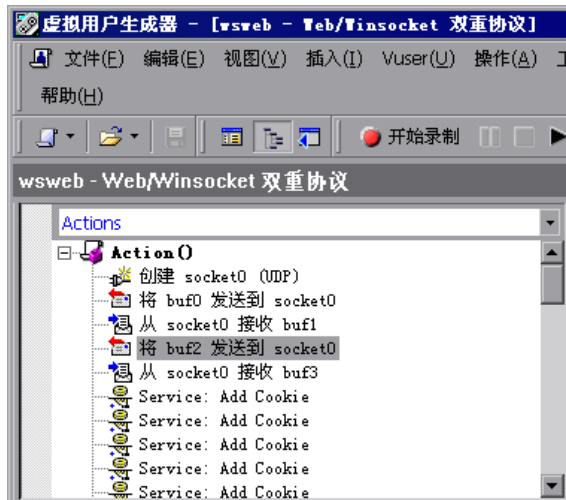 虚拟用户生成器 - [wsweb - Web/Winsocket 双重协议]
文件(F) 编辑(E) 视图(V) 插入(I) Vuser(U) 操作(A)
帮助(H)
开始录制
wsweb - Web/Winsocket 双重协议
Actions
Action()
创建 socket0 (UDP)
将 buf0 发送到 socket0
从 socket0 接收 buf1
将 buf2 发送到 socket0
从 socket0 接收 buf3
Service: Add Cookie
Service: Add Cookie
Service: Add Cookie
Service: Add Cookie
Service: Add Cookie